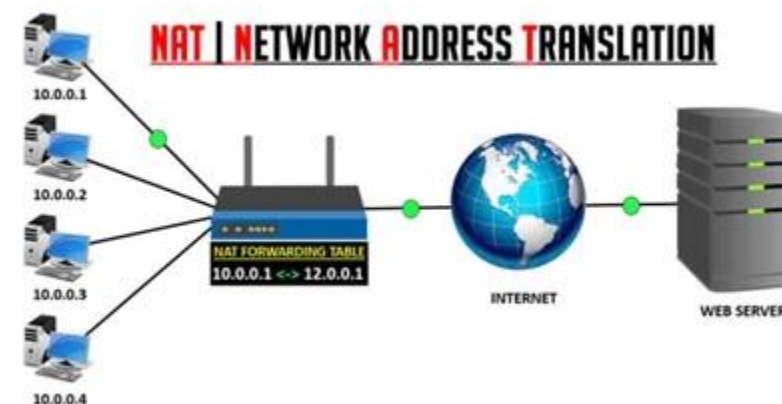 NAT | NETWORK ADDRESS TRANSLATION
10.0.0.1
10.0.0.2
10.0.0.3
10.0.0.4
NAT FORWARDING TABLE
10.0.0.1 <-> 12.0.0.1
INTERNET
WEB SERVER